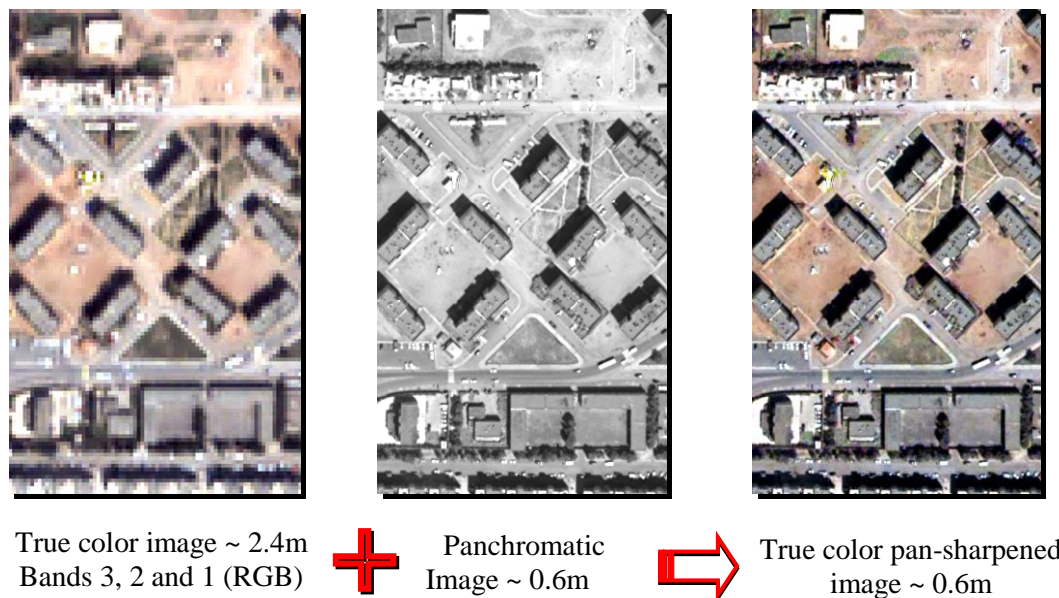 True color image ~ 2.4m
Bands 3, 2 and 1 (RGB)
Panchromatic
Image ~ 0.6m
True color pan-sharpened
image ~ 0.6m